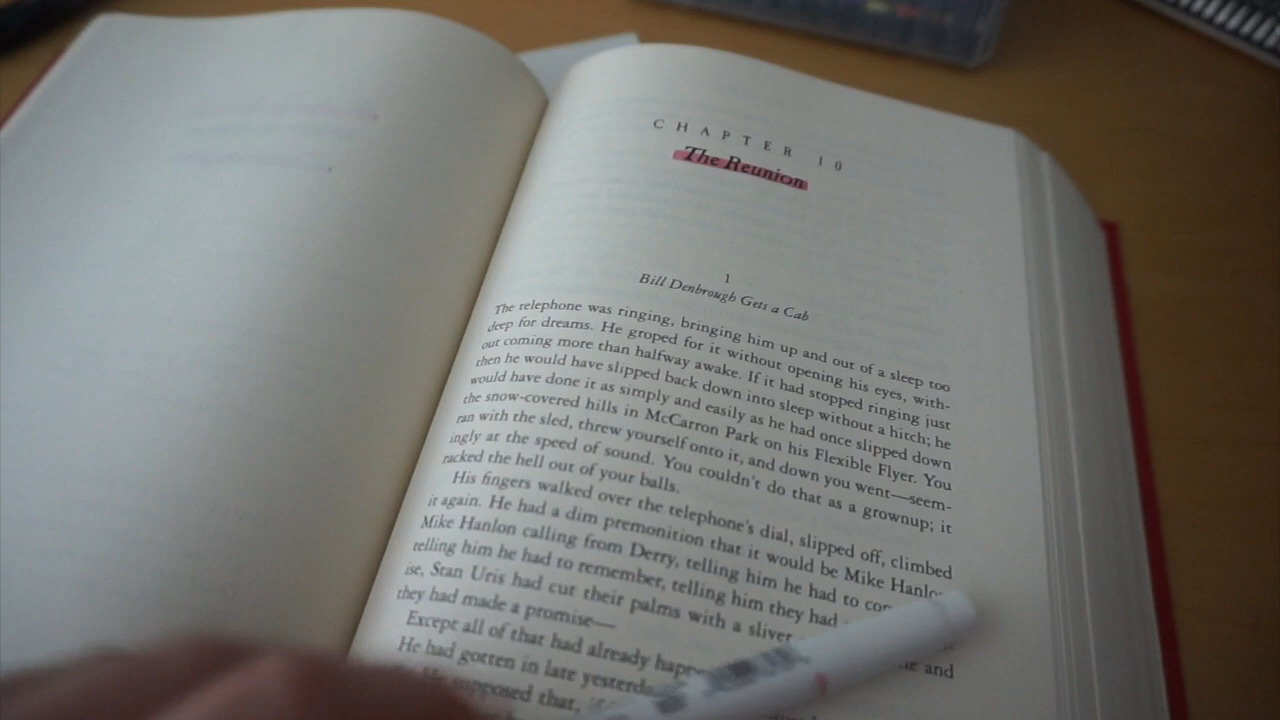 CHAPTER 10
The Reunion
1
Bill Denbrough Gets a Cab
The telephone was ringing, bringing him up and out of a sleep too
deep for dreams. He groped for it without opening his eyes, with-
out coming more than halfway awake. If it had stopped ringing just
then he would have slipped back down into sleep without a hitch; he
would have done it as simply and easily as he had once slipped down
the snow-covered hills in McCarron Park on his Flexible Flyer. You
ran with the sled, threw yourself onto it, and down you went—seem-
ingly at the speed of sound. You couldn't do that as a grownup; it
racked the hell out of your balls.
His fingers walked over the telephone's dial, slipped off, climbed
it again. He had a dim premonition that it would be Mike Hanlon,
Mike Hanlon calling from Derry, telling him he had to
telling him he had to remember, telling him they had
ise, Stan Uris had cut their palms with a sliver
they had made a promise— and
Except all of that had already
He had gotten in late
He supposed that,